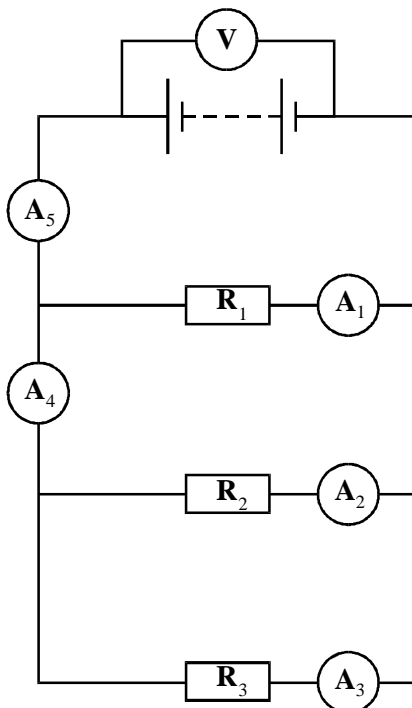 V
A₅
R₁ A₁
A₄
R₂ A₂
R₃ A₃